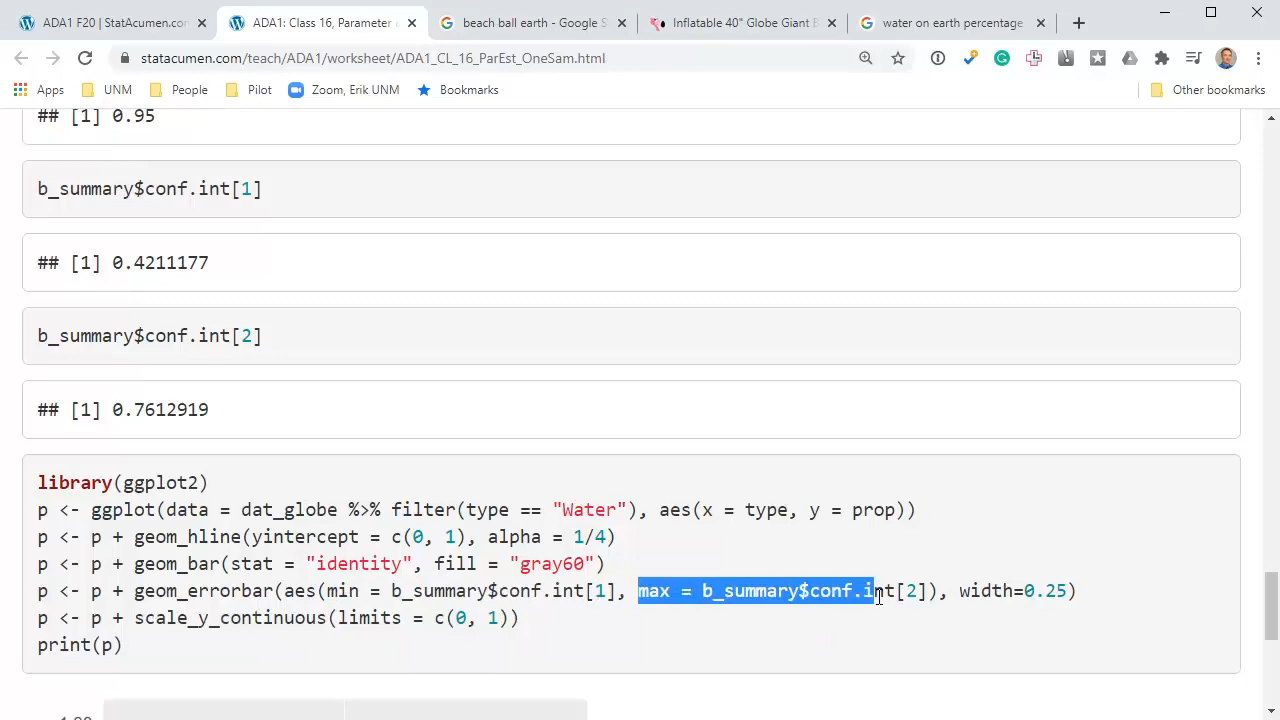 ADA1 F20 | StatAcumen.com
ADA1: Class 16, Parameter
beach ball earth - Google S
Inflatable 40" Globe Giant B
water on earth percentage
statacumen.com/teach/ADA1/worksheet/ADA1_CL_16_ParEst_OneSam.html
Apps
UNM
People
Pilot
Zoom, Erik UNM
Bookmarks
Other bookmarks
## [1] 0.95
b_summary$conf.int[1]
## [1] 0.4211177
b_summary$conf.int[2]
## [1] 0.7612919
library(ggplot2)
p <- ggplot(data = dat_globe %>% filter(type == "Water"), aes(x = type, y = prop))
p <- p + geom_hline(yintercept = c(0, 1), alpha = 1/4)
p <- p + geom_bar(stat = "identity", fill = "gray60")
p <- p + geom_errorbar(aes(min = b_summary$conf.int[1], max = b_summary$conf.int[2]), width=0.25)
p <- p + scale_y_continuous(limits = c(0, 1))
print(p)
1.00